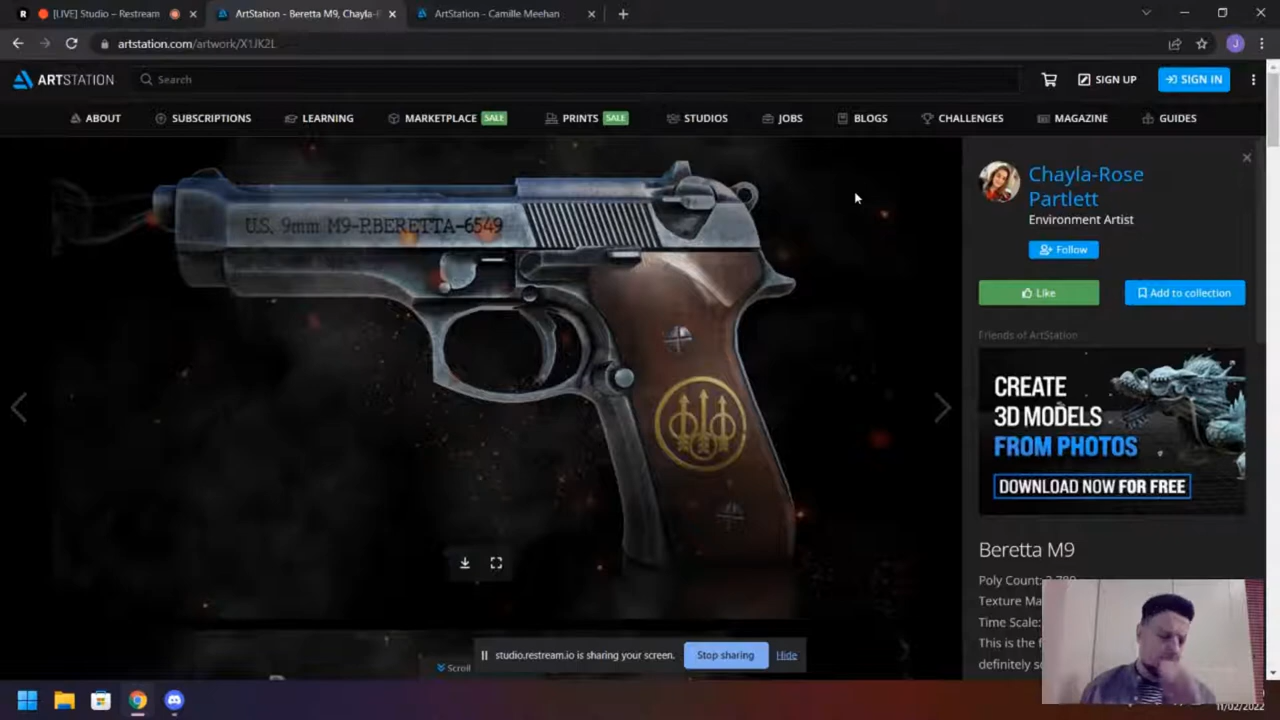 [LIVE] Studio – Restream
ArtStation - Beretta M9, Chayla-R
ArtStation - Camille Meehan
artstation.com/artwork/X1JK2L
J
ARTSTATION
Search
SIGN UP
SIGN IN
ABOUT
SUBSCRIPTIONS
LEARNING
MARKETPLACE SALE
PRINTS SALE
STUDIOS
JOBS
BLOGS
CHALLENGES
MAGAZINE
GUIDES
U.S. 9mm M9-P.BERETTA-6549
Chayla-Rose
Partlett
Environment Artist
Follow
Like
Add to collection
Friends of ArtStation
CREATE
3D MODELS
FROM PHOTOS
DOWNLOAD NOW FOR FREE
Beretta M9
Poly Count:
Texture Ma
Time Scale:
This is the f
definitely s
Scroll
studio.restream.io is sharing your screen.
Stop sharing
Hide
11/02/2022